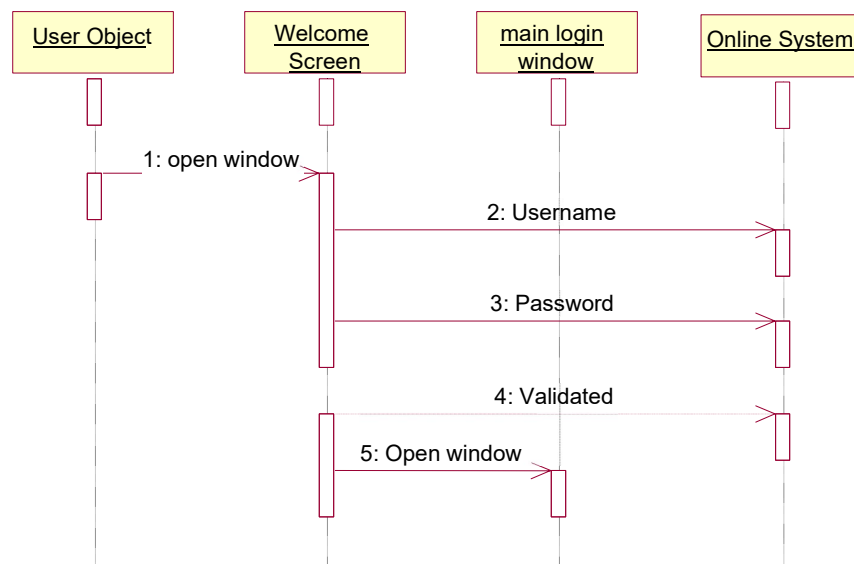 User Object
Welcome
Screen
main login
window
Online System
1: open window
2: Username
3: Password
4: Validated
5: Open window